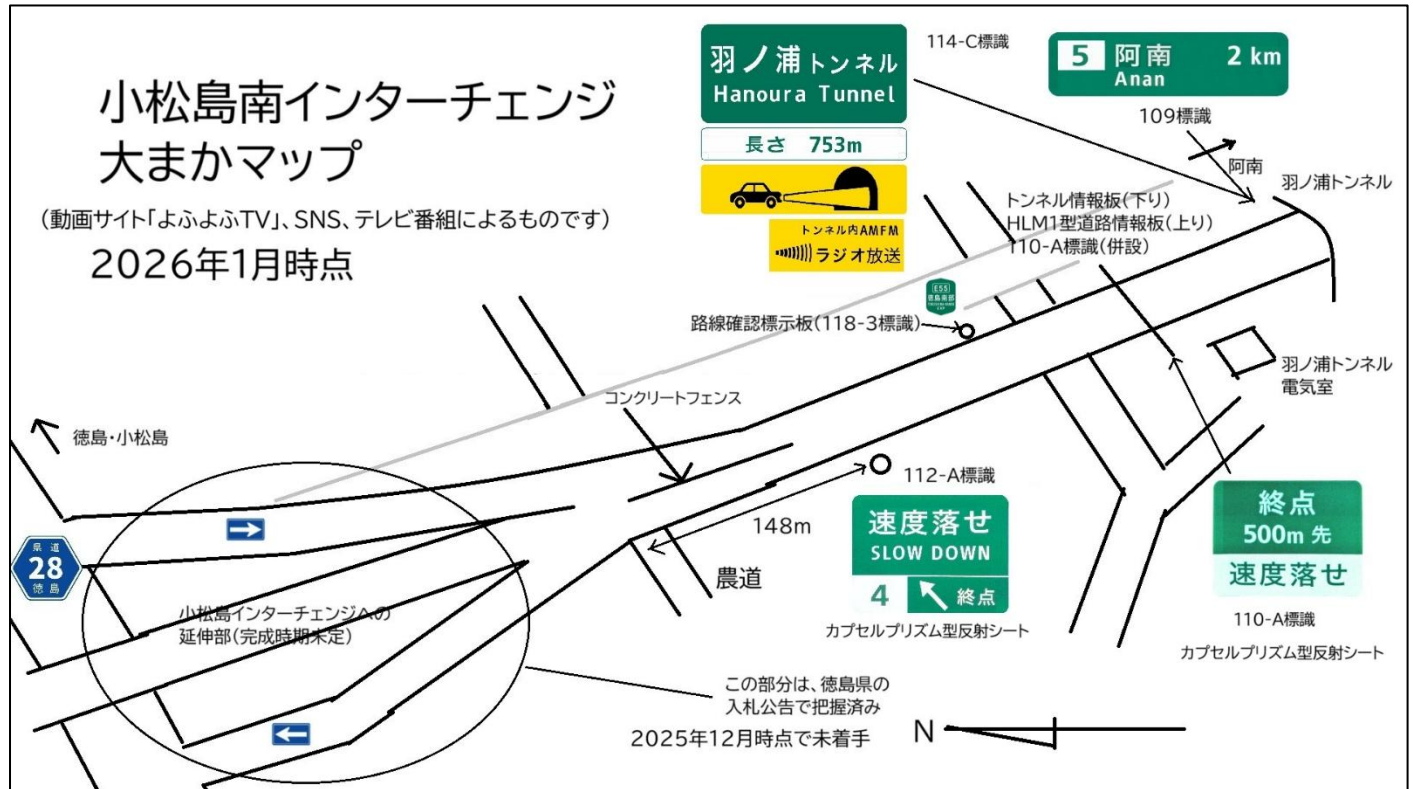 小松島南インターチェンジ
大まかマップ
(動画サイト「よふよふTV」、SNS、テレビ番組によるものです)
2026年1月時点
羽ノ浦トンネル
Hanoura Tunnel
長さ 753m
トンネル内AMFM
ラジオ放送
114-C標識
5 阿南 2 km
Anan
109標識
阿南
羽ノ浦トンネル
トンネル情報板(下り)
HLM1型道路情報板(上り)
110-A標識(併設)
E55
徳島南部
路線確認標示板(118-3標識)
羽ノ浦トンネル
電気室
コンクリートフェンス
徳島・小松島
県道
28
徳島
小松島インターチェンジへの
延伸部(完成時期未定)
148m
農道
112-A標識
速度落せ
SLOW DOWN
4 終点
カプセルプリズム型反射シート
終点
500m 先
速度落せ
110-A標識
カプセルプリズム型反射シート
この部分は、徳島県の
入札公告で把握済み
2025年12月時点で未着手
N